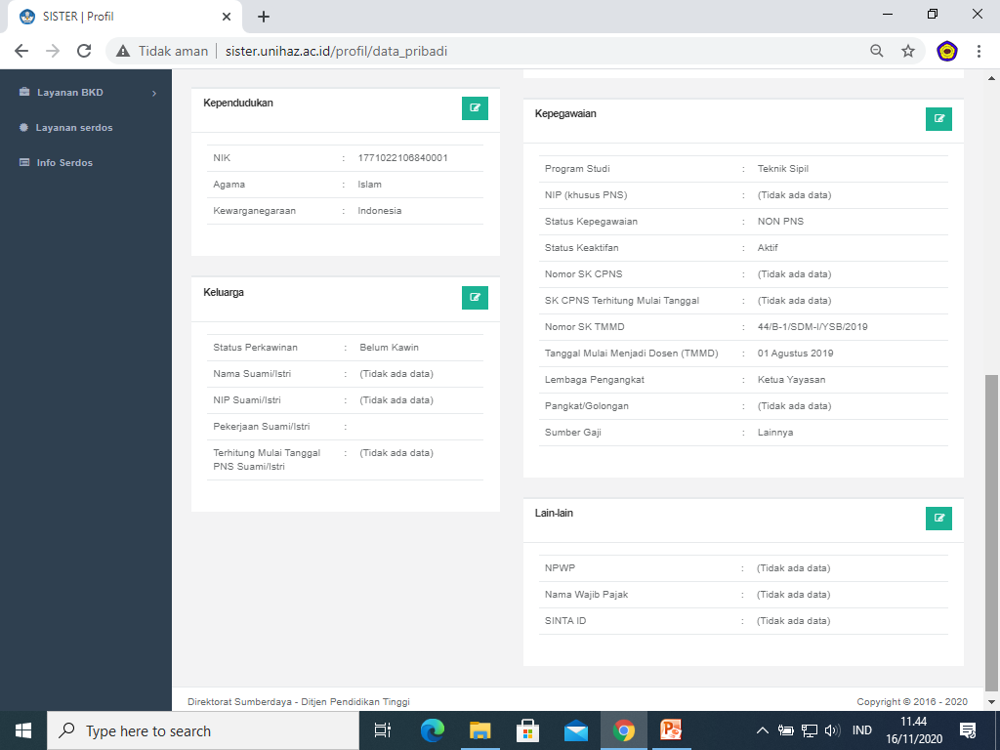 SISTER | Profil
Tidak aman
sister.unihaz.ac.id/profil/data_pribadi
Layanan BKD
Layanan serdos
Info Serdos
Kependudukan
NIK : 1771022106840001
Agama : Islam
Kewarganegaraan : Indonesia
Keluarga
Status Perkawinan : Belum Kawin
Nama Suami/Istri : (Tidak ada data)
NIP Suami/Istri : (Tidak ada data)
Pekerjaan Suami/Istri :
Terhitung Mulai Tanggal : (Tidak ada data)
PNS Suami/Istri
Kepegawaian
Program Studi : Teknik Sipil
NIP (khusus PNS) : (Tidak ada data)
Status Kepegawaian : NON PNS
Status Keaktifan : Aktif
Nomor SK CPNS : (Tidak ada data)
SK CPNS Terhitung Mulai Tanggal : (Tidak ada data)
Nomor SK TMMD : 44/B-1/SDM-I/YSB/2019
Tanggal Mulai Menjadi Dosen (TMMD) : 01 Agustus 2019
Lembaga Pengangkat : Ketua Yayasan
Pangkat/Golongan : (Tidak ada data)
Sumber Gaji : Lainnya
Lain-lain
NPWP : (Tidak ada data)
Nama Wajib Pajak : (Tidak ada data)
SINTA ID : (Tidak ada data)
Direktorat Sumberdaya - Ditjen Pendidikan Tinggi
Copyright © 2016 - 2020
Type here to search
IND
11.44
16/11/2020